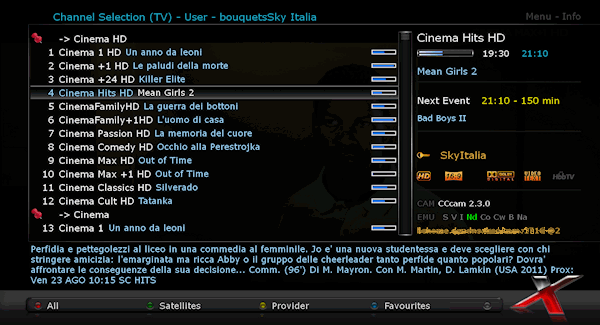 Channel Selection (TV) - User - bouquetsSky Italia
Menu - Info
-> Cinema HD
1 Cinema 1 HD Un anno da leoni
2 Cinema +1 HD Le paludi della morte
3 Cinema +24 HD Killer Elite
4 Cinema Hits HD Mean Girls 2
5 CinemaFamilyHD La guerra dei bottoni
6 CinemaFamily+1HD L'uomo di casa
7 Cinema Passion HD La memoria del cuore
8 Cinema Comedy HD Occhio alla Perestrojka
9 Cinema Max HD Out of Time
10 Cinema Max +1 HD Out of Time
11 Cinema Classics HD Silverado
12 Cinema Cult HD Tatanka
-> Cinema
13 Cinema 1 Un anno da leoni
Cinema Hits HD
19:30 21:10
Mean Girls 2
Next Event 21:10 - 150 min
Bad Boys II
SkyItalia
HD 16:9 DOLBY DIGITAL VIDEO HbbTV
CAM CCcam 2.3.0
EMU S V I Nd Co Cw B Na
Perfidia e pettegolezzi al liceo in una commedia al femminile. Jo e' una nuova studentessa e deve scegliere con chi
stringere amicizia: l'emarginata ma ricca Abby o il gruppo delle cheerleader tanto perfide quanto popolari? Dovra'
affrontare le conseguenze della sua decisione... Comm. (96') Di M. Mayron. Con M. Martin, D. Lamkin (USA 2011) Prox:
Ven 23 AGO 10:15 SC HITS
All Satellites Provider Favourites